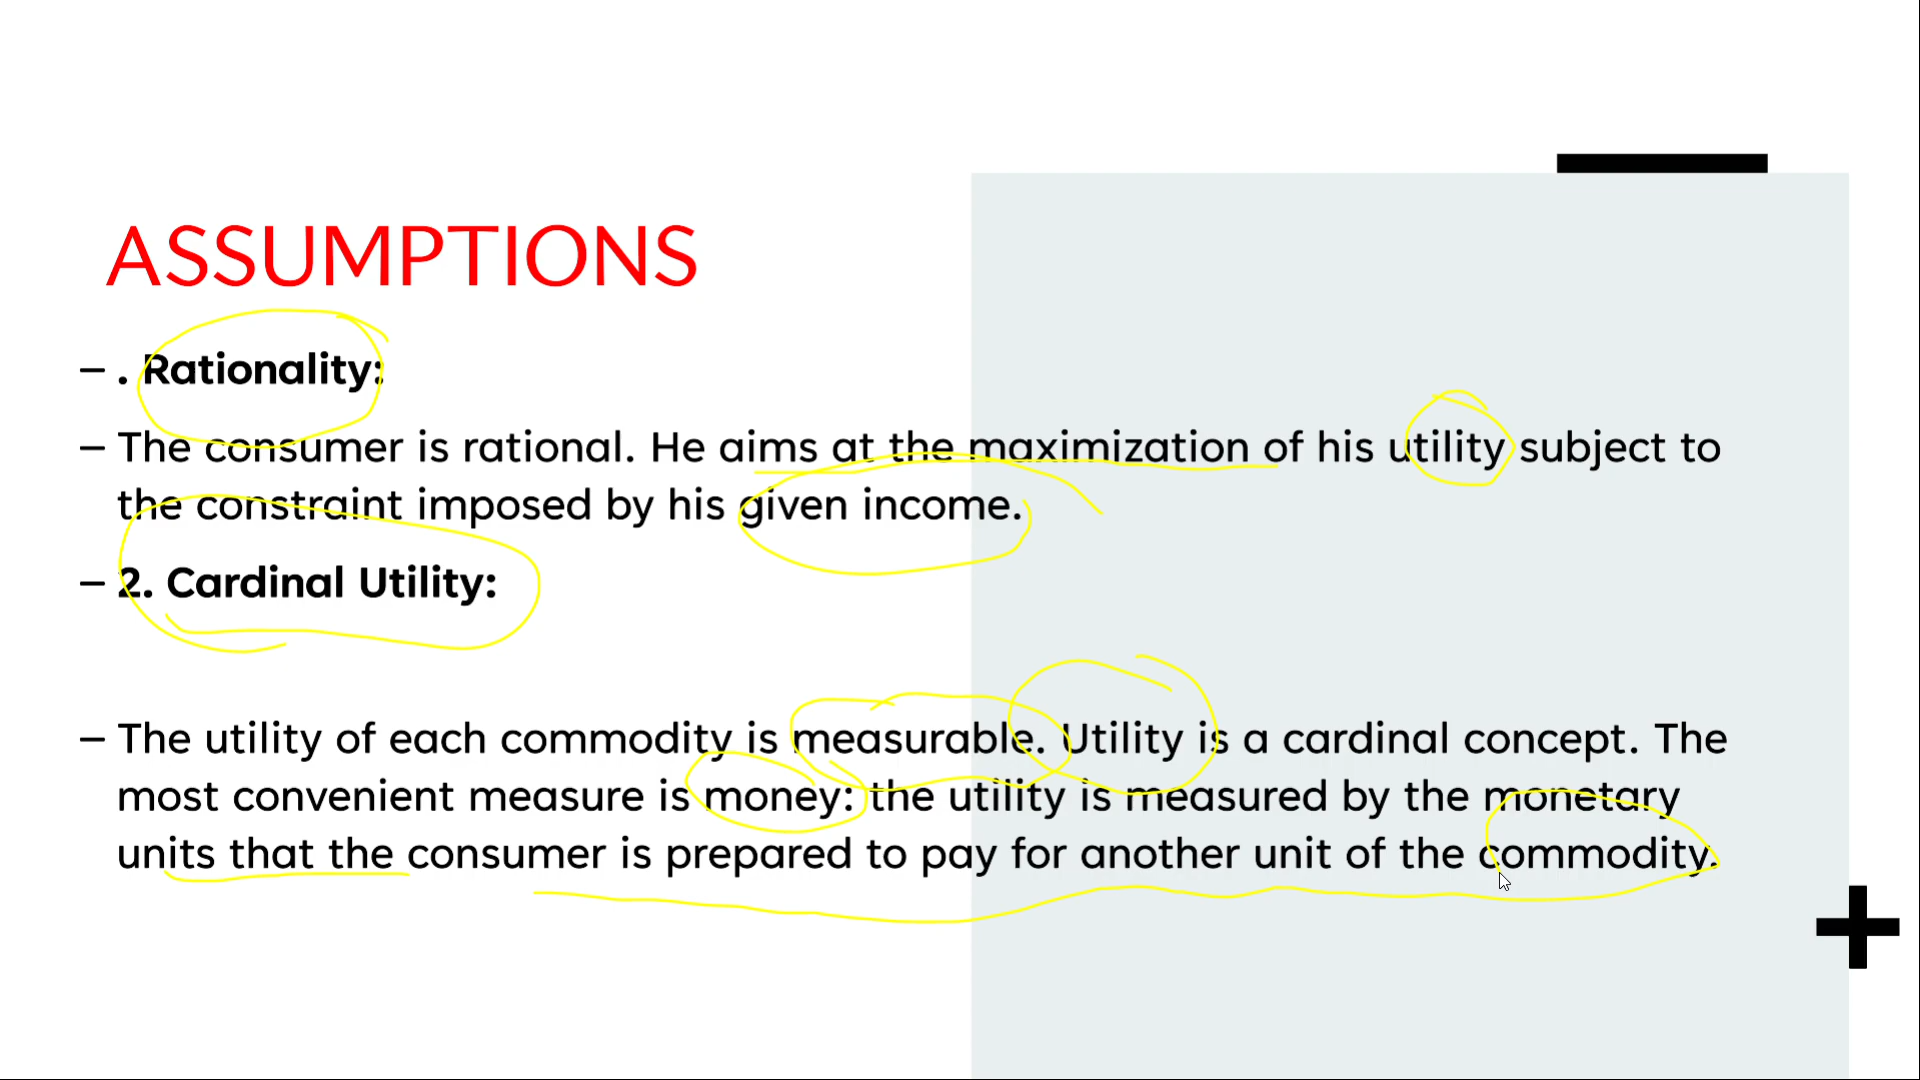 ASSUMPTIONS
– . Rationality:
– The consumer is rational. He aims at the maximization of his utility subject to
the constraint imposed by his given income.
– 2. Cardinal Utility:
– The utility of each commodity is measurable. Utility is a cardinal concept. The
most convenient measure is money: the utility is measured by the monetary
units that the consumer is prepared to pay for another unit of the commodity.